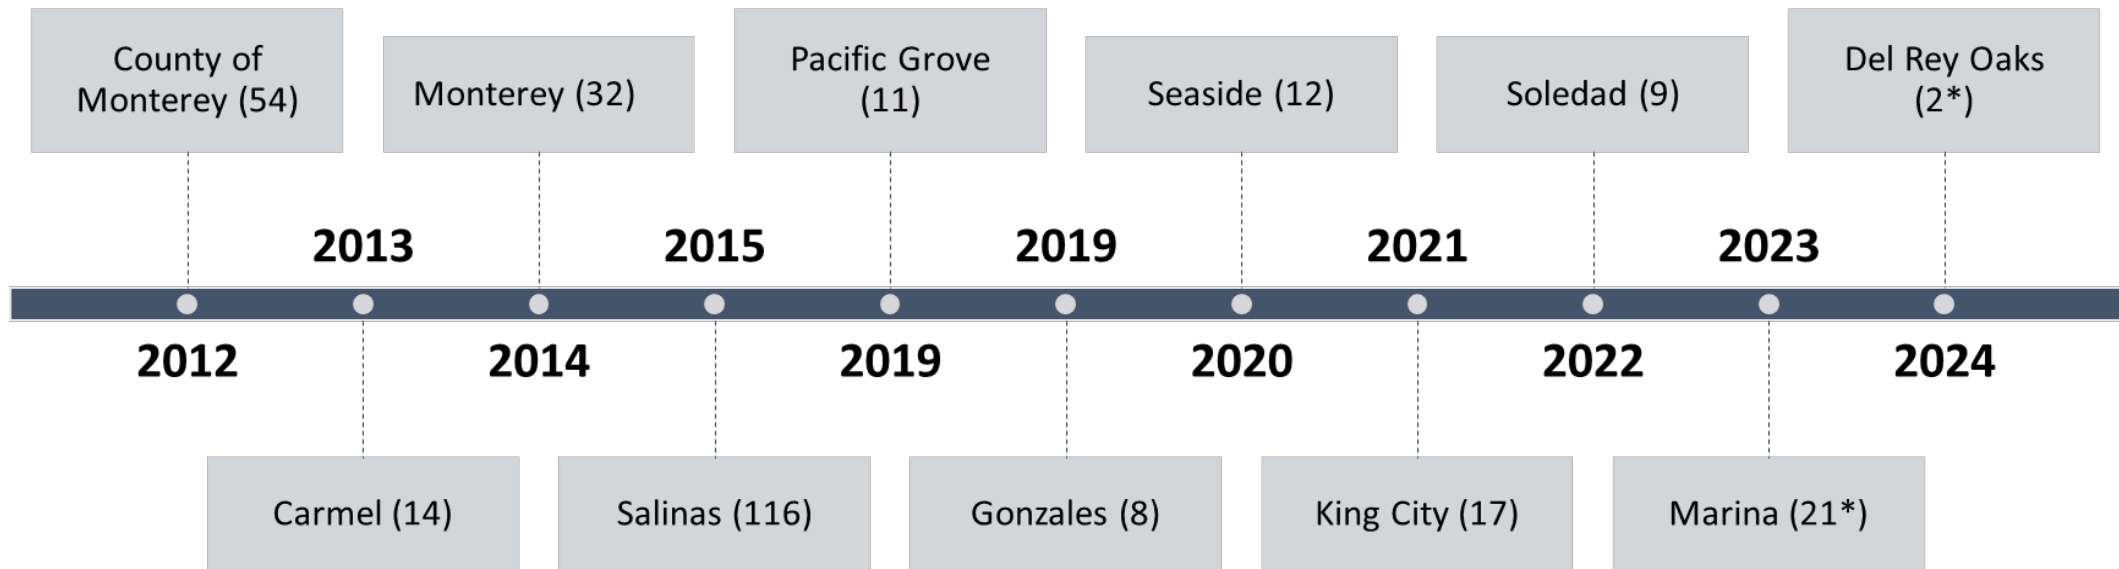 County of
Monterey (54)
Monterey (32)
Pacific Grove
(11)
Seaside (12)
Soledad (9)
Del Rey Oaks
(2*)
2013
2015
2019
2021
2023
2012
2014
2019
2020
2022
2024
Carmel (14)
Salinas (116)
Gonzales (8)
King City (17)
Marina (21*)